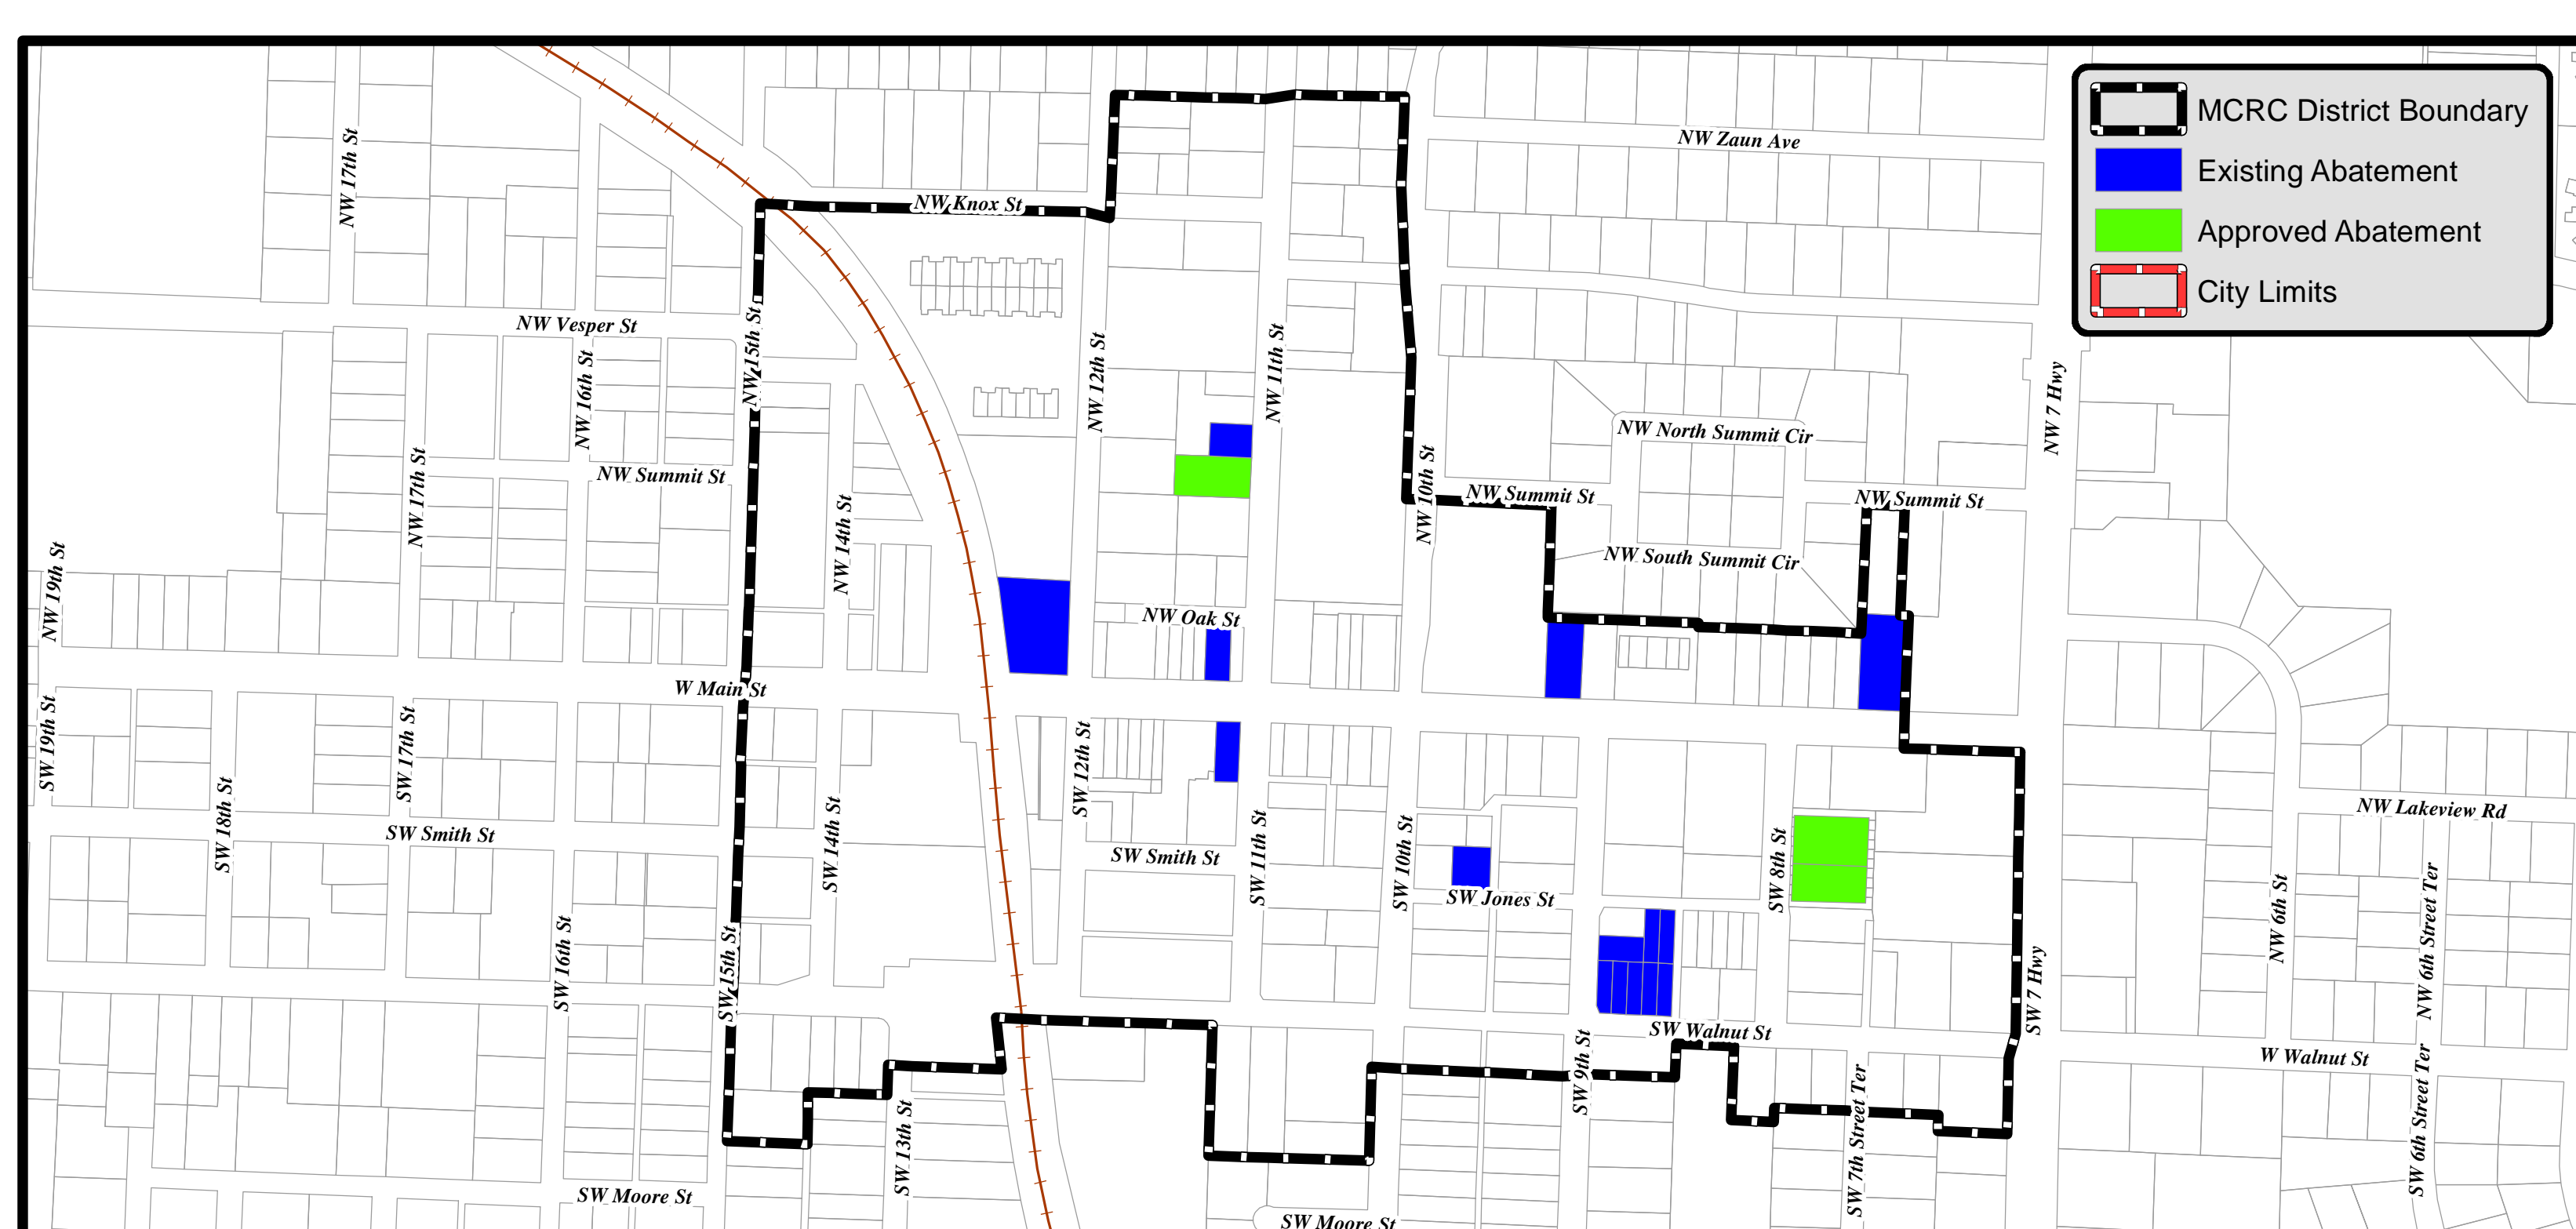 MCRC District Boundary
Existing Abatement
Approved Abatement
City Limits
NW Zaun Ave
NW 17th St
NW Knox St
NW Vesper St
NW 15th St
NW 16th St
NW 12th St
NW 11th St
NW 7 Hwy
NW North Summit Cir
NW Summit St
NW 17th St
NW 10th St
NW Summit St
NW Summit St
NW 14th St
NW South Summit Cir
NW 19th St
NW Oak St
W Main St
SW 19th St
SW 17th St
SW 12th St
SW 18th St
SW Smith St
SW 14th St
SW Smith St
SW 11th St
SW 10th St
SW Jones St
SW 8th St
NW Lakeview Rd
NW 6th St
NW 6th Street Ter
SW 16th St
SW 15th St
SW 7 Hwy
SW Walnut St
W Walnut St
SW 9th St
SW 13th St
SW 7th Street Ter
SW 6th Street Ter
SW Moore St
SW Moore St